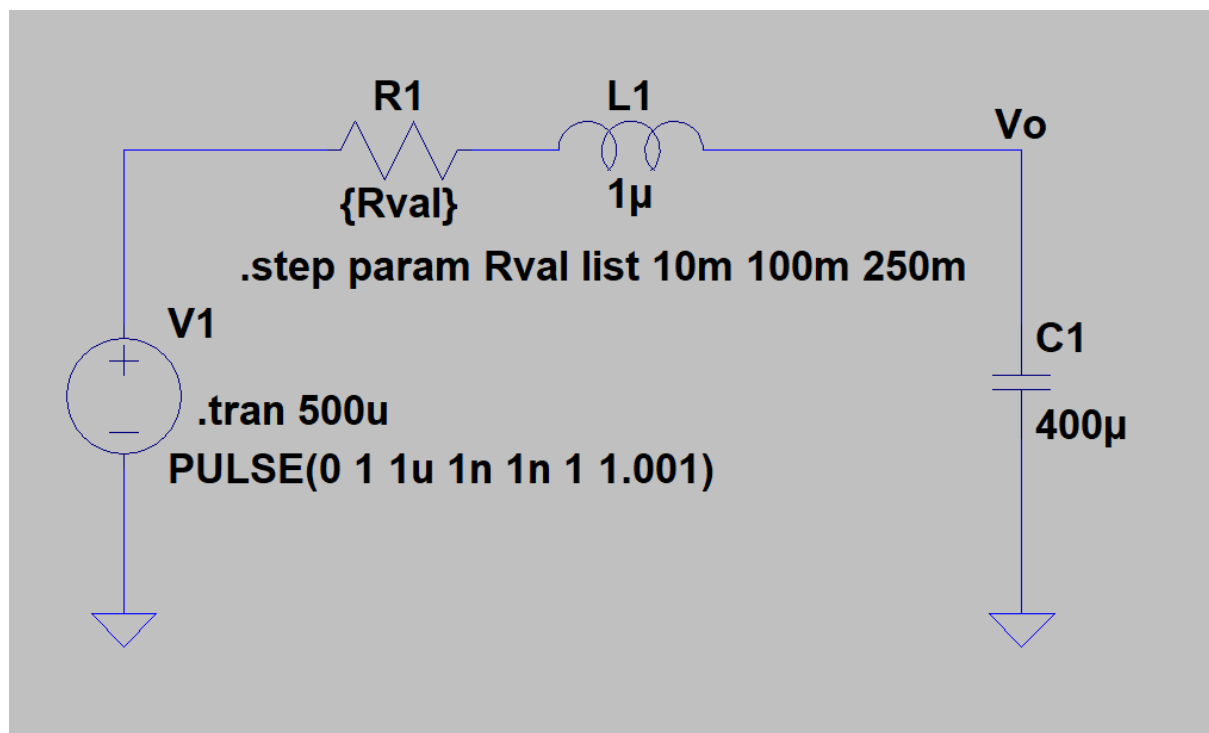 R1
L1
Vo
{Rval}
1µ
.step param Rval list 10m 100m 250m
V1
C1
.tran 500u
400µ
PULSE(0 1 1u 1n 1n 1 1.001)